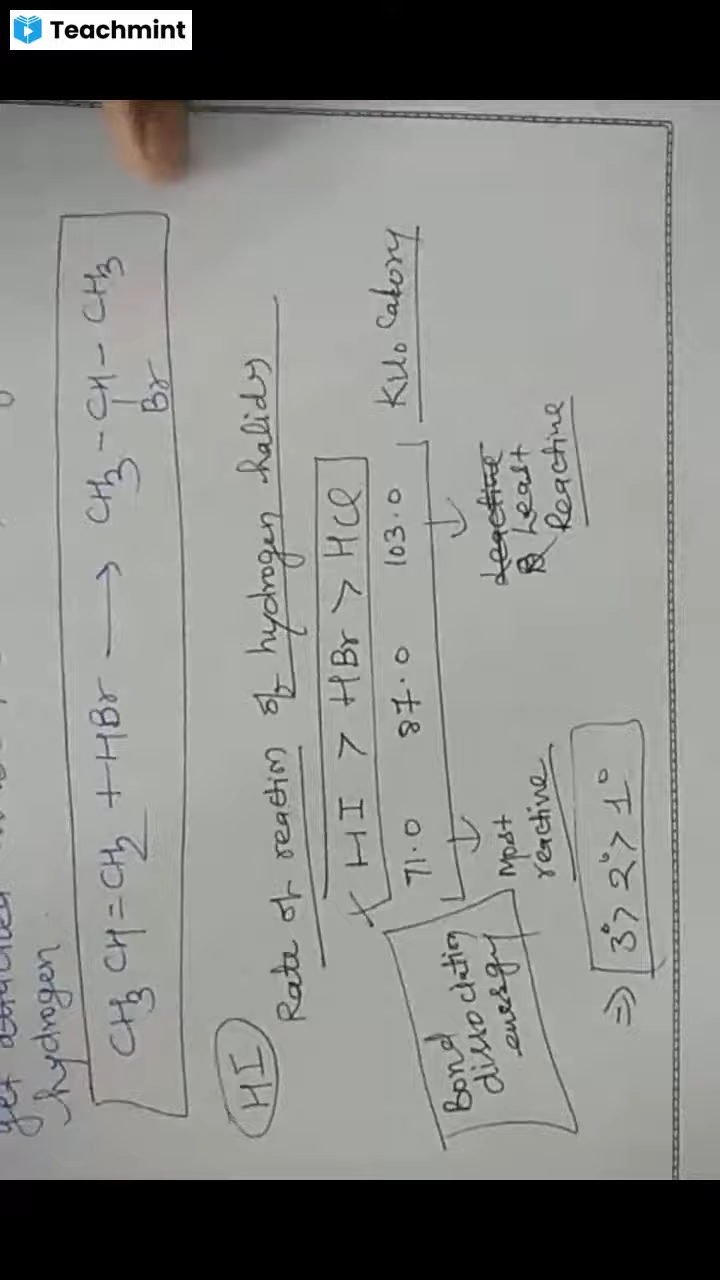 Teachmint
get
hydrogen.
CH3 CH = CH2 + HBr ⟶ CH3 - CH - CH3
Br
HI
Rate of reaction of hydrogen halides
HI > HBr > HCl
71.0 87.0 103.0 Kilo Calory
Bond
dissociation
energy
Most
reactive
Least
Reactive
⇒ 3° > 2° > 1°